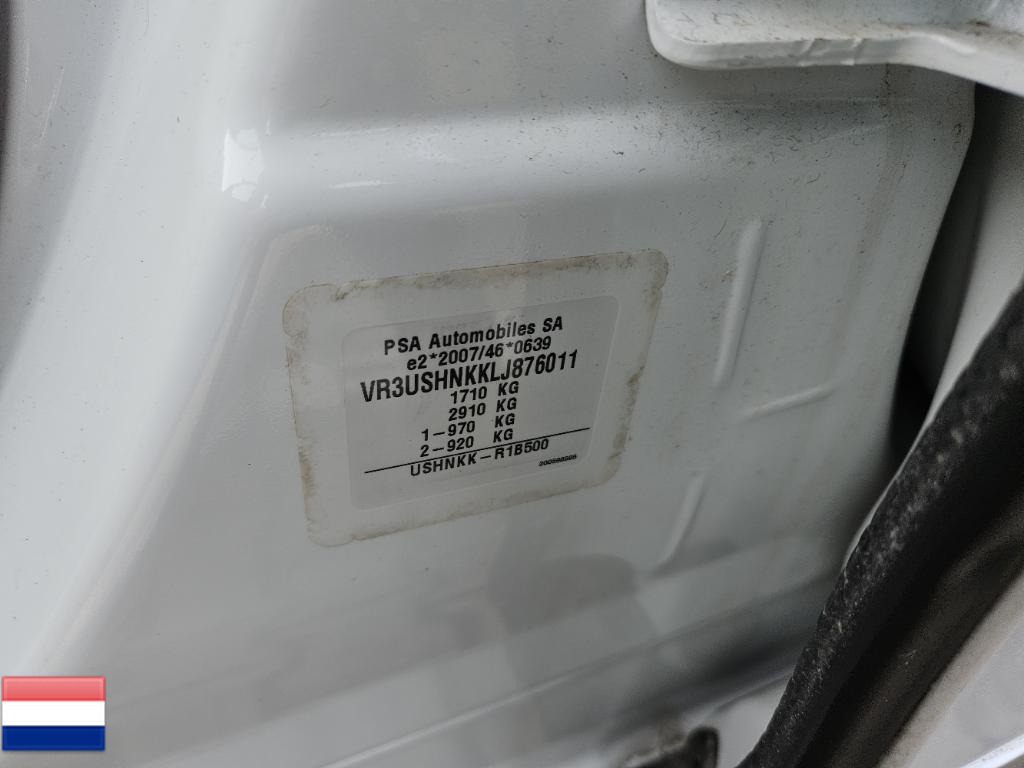 PSA Automobiles SA
e2*2007/46*0639
VR3USHNKKLJ876011
1710 KG
2910 KG
1-970 KG
2-920 KG
USHNKK-R1B500